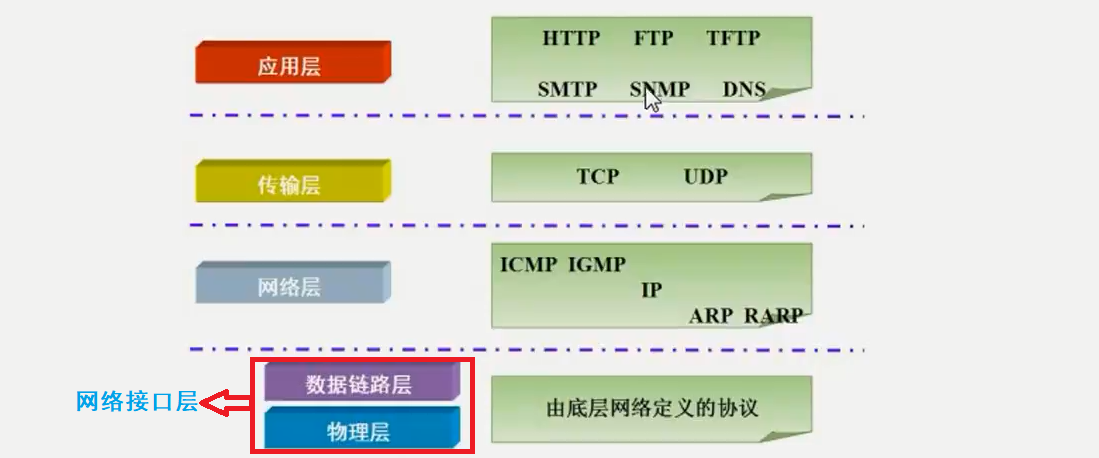 应用层
HTTP FTP TFTP
SMTP SNMP DNS
传输层
TCP UDP
网络层
ICMP IGMP
IP
ARP RARP
网络接口层
数据链路层
物理层
由底层网络定义的协议